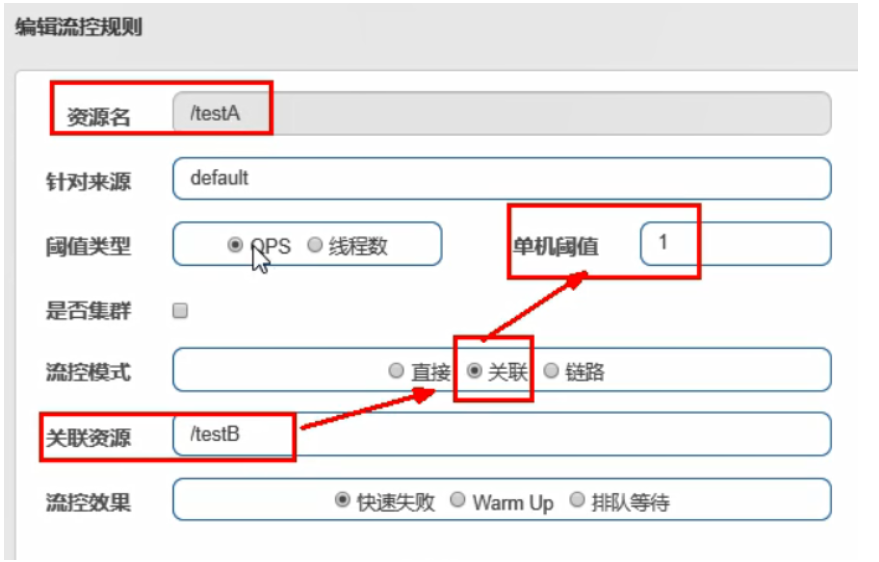 编辑流控规则
资源名 /testA
针对来源 default
阈值类型 QPS 线程数 单机阈值 1
是否集群
流控模式 直接 关联 链路
关联资源 /testB
流控效果 快速失败 Warm Up 排队等待